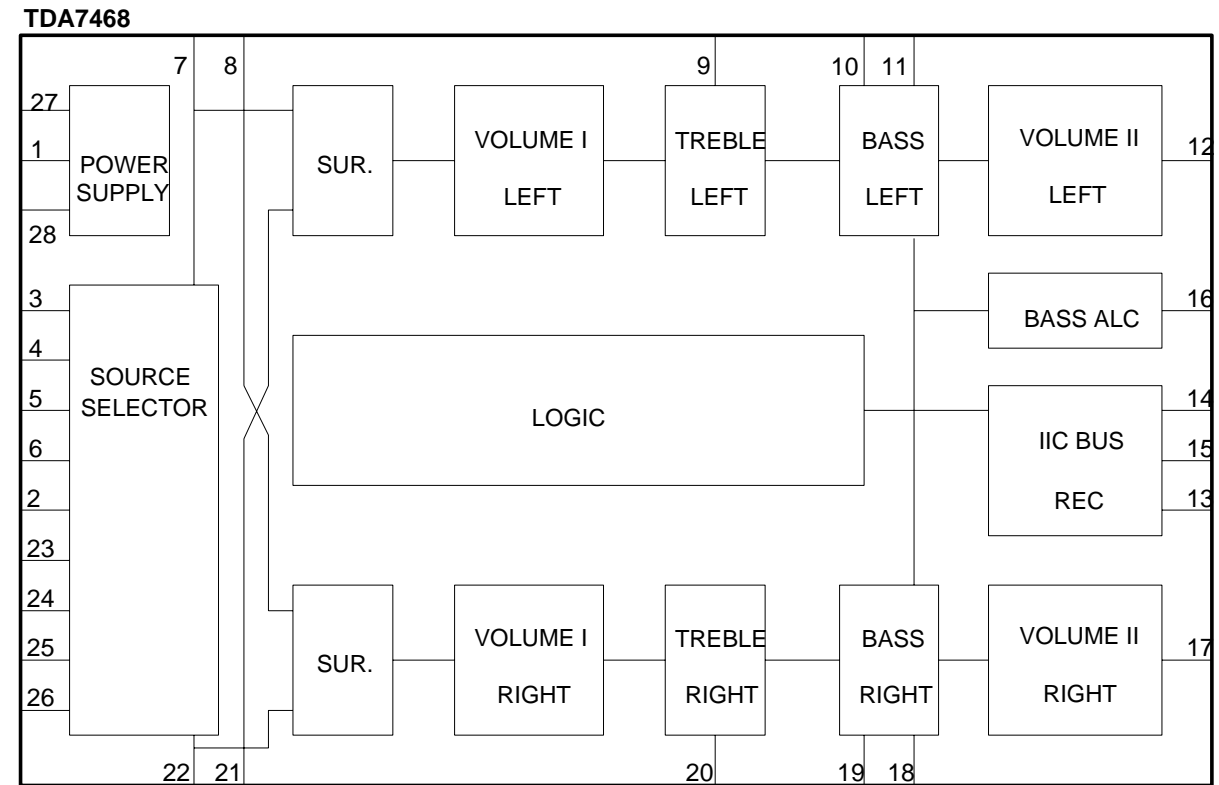 TDA7468
7 8 9 10 11
27
1
POWER
SUPPLY
28
SUR.
VOLUME I
LEFT
TREBLE
LEFT
BASS
LEFT
VOLUME II
LEFT
12
3
4
5
6
2
23
24
25
26
SOURCE
SELECTOR
LOGIC
BASS ALC
16
IIC BUS
REC
14
15
13
SUR.
VOLUME I
RIGHT
TREBLE
RIGHT
BASS
RIGHT
VOLUME II
RIGHT
17
22 21 20 19 18